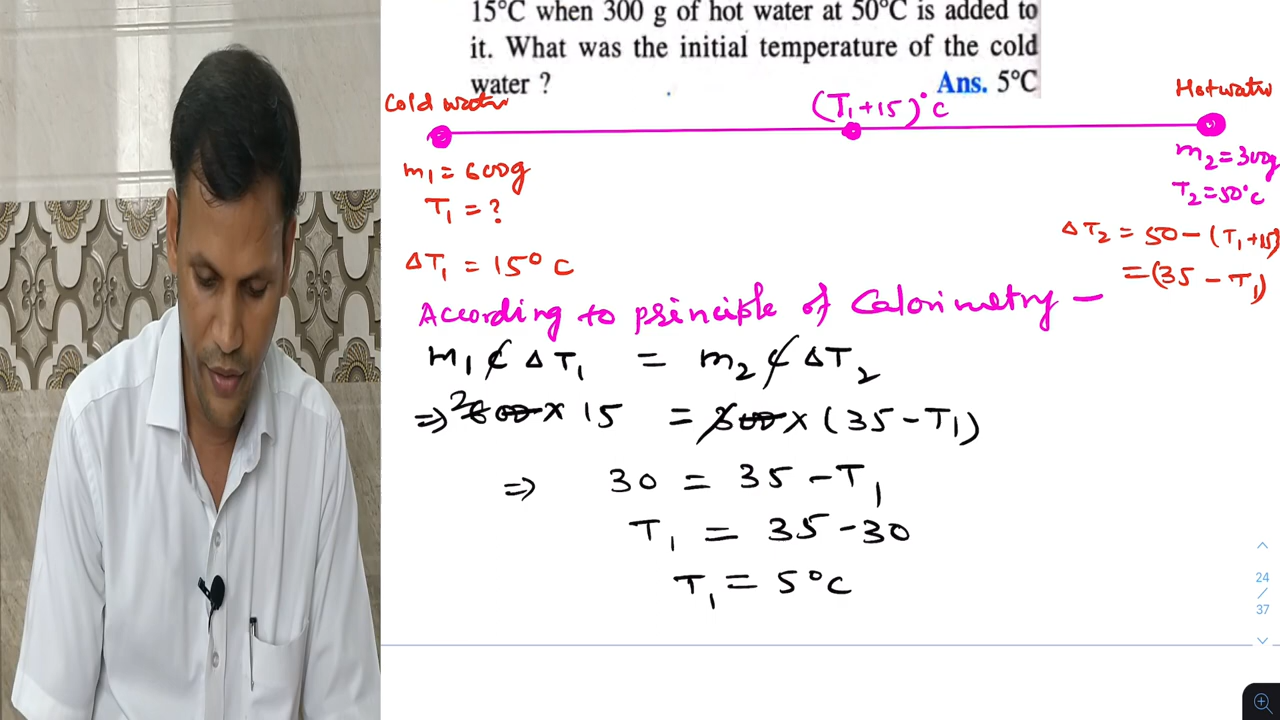 15°C when 300 g of hot water at 50°C is added to
it. What was the initial temperature of the cold
water ?
Ans. 5°C
Cold water
(T₁+15)°C
Hot water
m₁ = 600g
T₁ = ?
ΔT₁ = 15°C
m₂ = 300g
T₂ = 50°C
ΔT₂ = 50 - (T₁+15)
= (35 - T₁)
According to principle of Calorimetry -
m₁ c ΔT₁ = m₂ c ΔT₂
⇒ 2 600 × 15 = 300 × (35 - T₁)
⇒ 30 = 35 - T₁
T₁ = 35 - 30
T₁ = 5°C
24
/
37